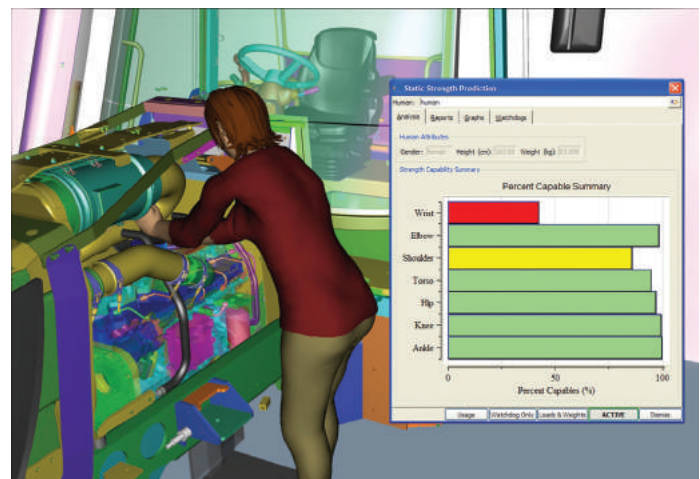 Static Strength Prediction
Human: human
Analysis Reports Graphs Watchdogs
Human Attributes
Gender: Height (cm): Weight (kg):
Strength Capability Summary
Percent Capable Summary
Wrist
Elbow
Shoulder
Torso
Hip
Knee
Ankle
0 50 100
Percent Capables (%)
Usage Watchdog Only Loads & Weights ACTIVE Dismiss